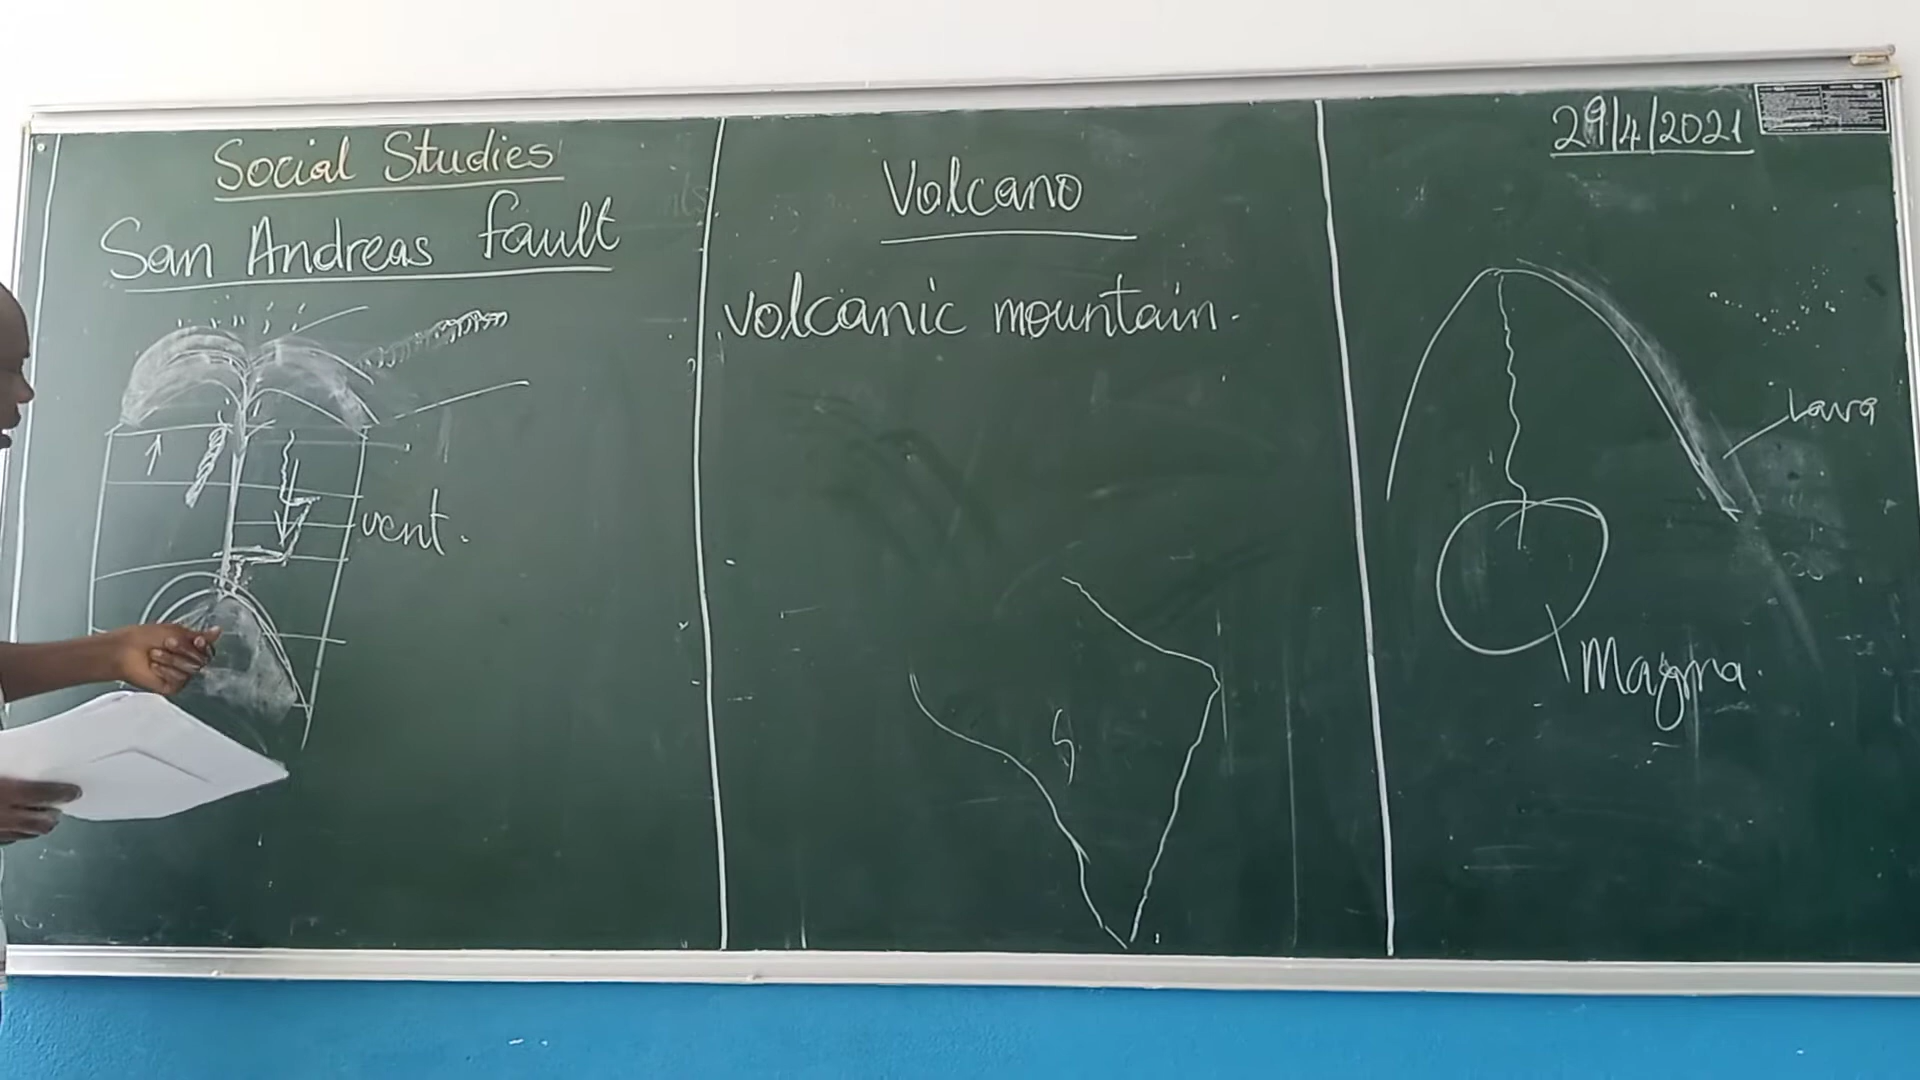 Social Studies
San Andreas fault
vent.
Volcano
volcanic mountain.
29/4/2021
Lava
Magma.